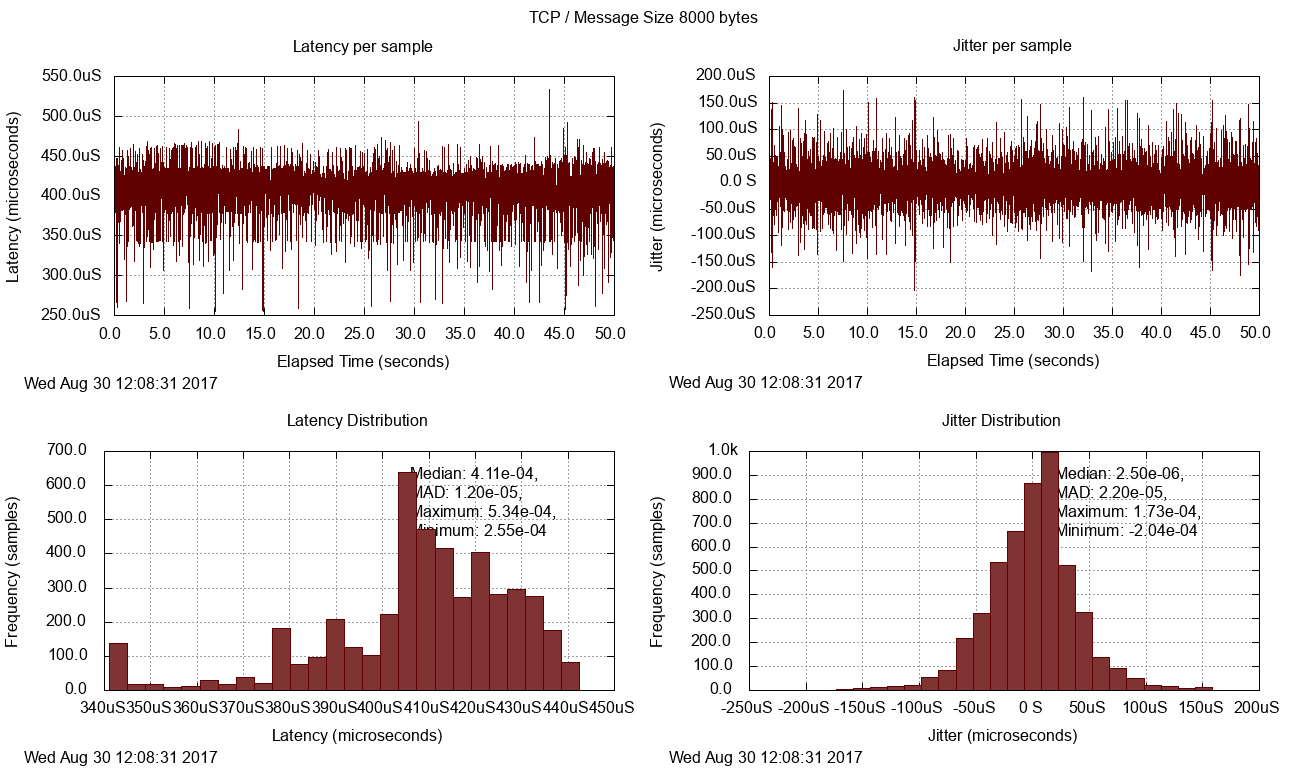 TCP / Message Size 8000 bytes
Latency per sample
550.0uS
500.0uS
450.0uS
400.0uS
350.0uS
300.0uS
250.0uS
Latency (microseconds)
0.0 5.0 10.0 15.0 20.0 25.0 30.0 35.0 40.0 45.0 50.0
Elapsed Time (seconds)
Wed Aug 30 12:08:31 2017
Jitter per sample
200.0uS
150.0uS
100.0uS
50.0uS
0.0 S
-50.0uS
-100.0uS
-150.0uS
-200.0uS
-250.0uS
Jitter (microseconds)
0.0 5.0 10.0 15.0 20.0 25.0 30.0 35.0 40.0 45.0 50.0
Elapsed Time (seconds)
Wed Aug 30 12:08:31 2017
Latency Distribution
700.0
600.0
500.0
400.0
300.0
200.0
100.0
0.0
Frequency (samples)
Median: 4.11e-04,
MAD: 1.20e-05,
Maximum: 5.34e-04,
Minimum: 2.55e-04
340uS 350uS 360uS 370uS 380uS 390uS 400uS 410uS 420uS 430uS 440uS 450uS
Latency (microseconds)
Wed Aug 30 12:08:31 2017
Jitter Distribution
1.0k
900.0
800.0
700.0
600.0
500.0
400.0
300.0
200.0
100.0
0.0
Frequency (samples)
Median: 2.50e-06,
MAD: 2.20e-05,
Maximum: 1.73e-04,
Minimum: -2.04e-04
-250uS -200uS -150uS -100uS -50uS 0 S 50uS 100uS 150uS 200uS
Jitter (microseconds)
Wed Aug 30 12:08:31 2017